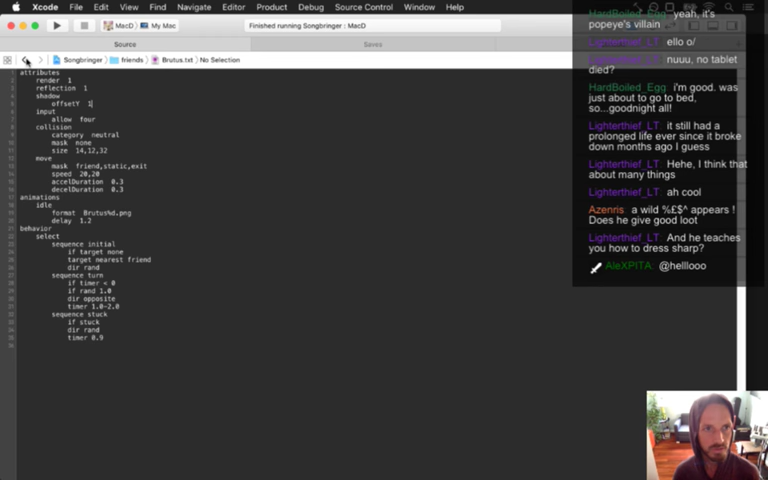 Xcode File Edit View Find Navigate Editor Product Debug Source Control Window Help
MacD My Mac
Finished running Songbringer : MacD
Source
Saves
Songbringer friends Brutus.txt No Selection
attributes
render 1
reflection 1
shadow
offsetY 1
input
allow four
collision
category neutral
mask none
size 14,12,32
move
mask friend,static,exit
speed 20,20
accelDuration 0.3
decelDuration 0.3
animations
idle
format Brutus%d.png
delay 1.2
behavior
select
sequence initial
if target none
target nearest friend
dir rand
sequence turn
if timer < 0
if rand 1.0
dir opposite
timer 1.0-2.0
sequence stuck
if stuck
dir rand
timer 0.9
HardBoiled_Egg: yeah, it's
popeye's villain
Lighterthief_LT: ello o/
Lighterthief_LT: nuuu, no tablet
died?
HardBoiled_Egg: i'm good. was
just about to go to bed,
so...goodnight all!
Lighterthief_LT: it still had a
prolonged life ever since it broke
down months ago I guess
Lighterthief_LT: Hehe, I think that
about many things
Lighterthief_LT: ah cool
Azenris: a wild %£$^ appears !
Does he give good loot
Lighterthief_LT: And he teaches
you how to dress sharp?
AleXPITA: @helllooo